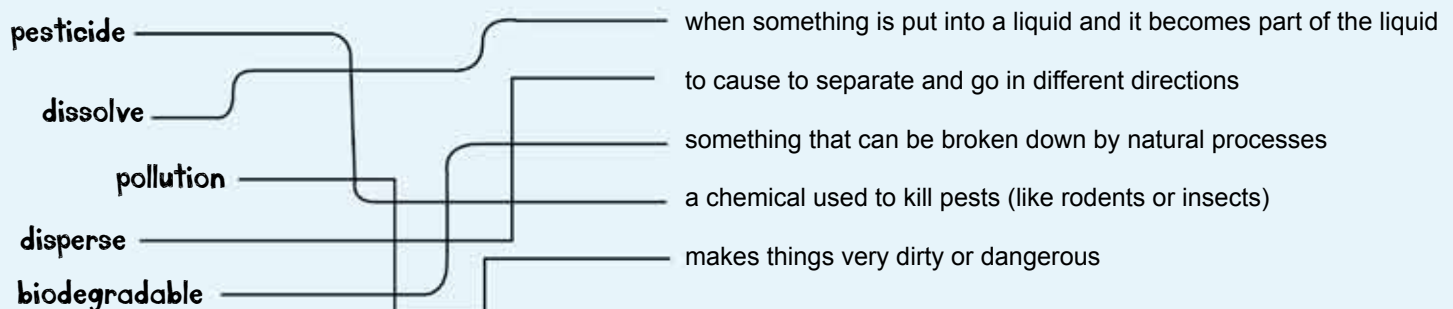 pesticide
dissolve
pollution
disperse
biodegradable
when something is put into a liquid and it becomes part of the liquid
to cause to separate and go in different directions
something that can be broken down by natural processes
a chemical used to kill pests (like rodents or insects)
makes things very dirty or dangerous